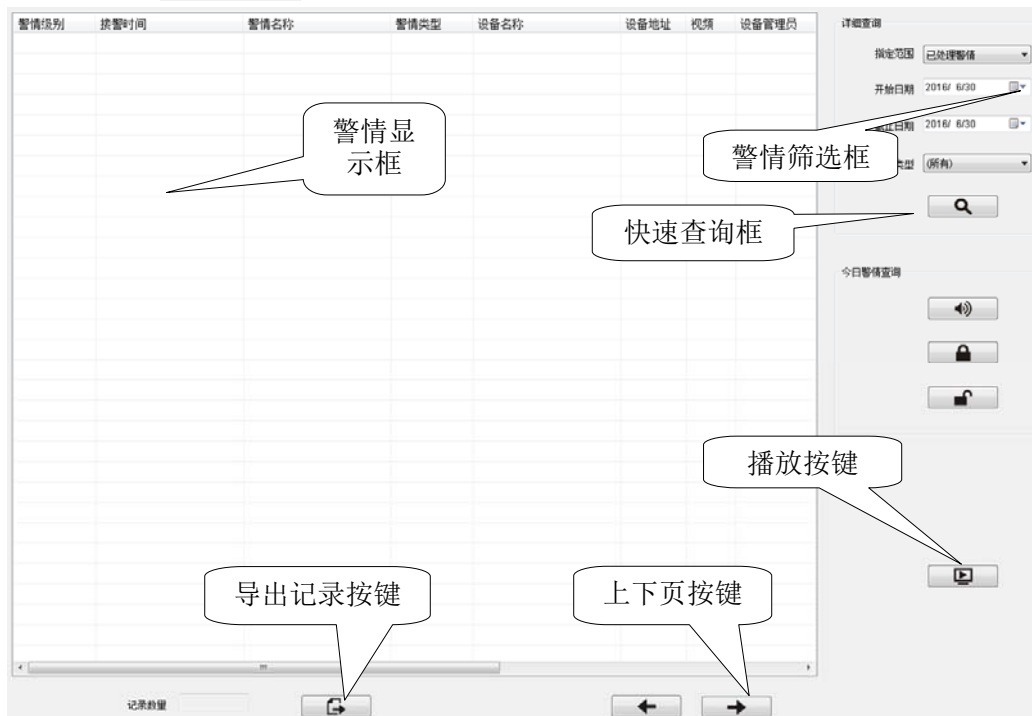 警情级别 接警时间 警情名称 警情类型 设备名称 设备地址 视频 设备管理员
详细查询
指定范围 已处理警情
开始日期 2016/ 6/30
止日期 2016/ 6/30
类型 (所有)
警情显
示框
警情筛选框
快速查询框
今日警情查询
播放按键
导出记录按键
上下页按键
记录数量